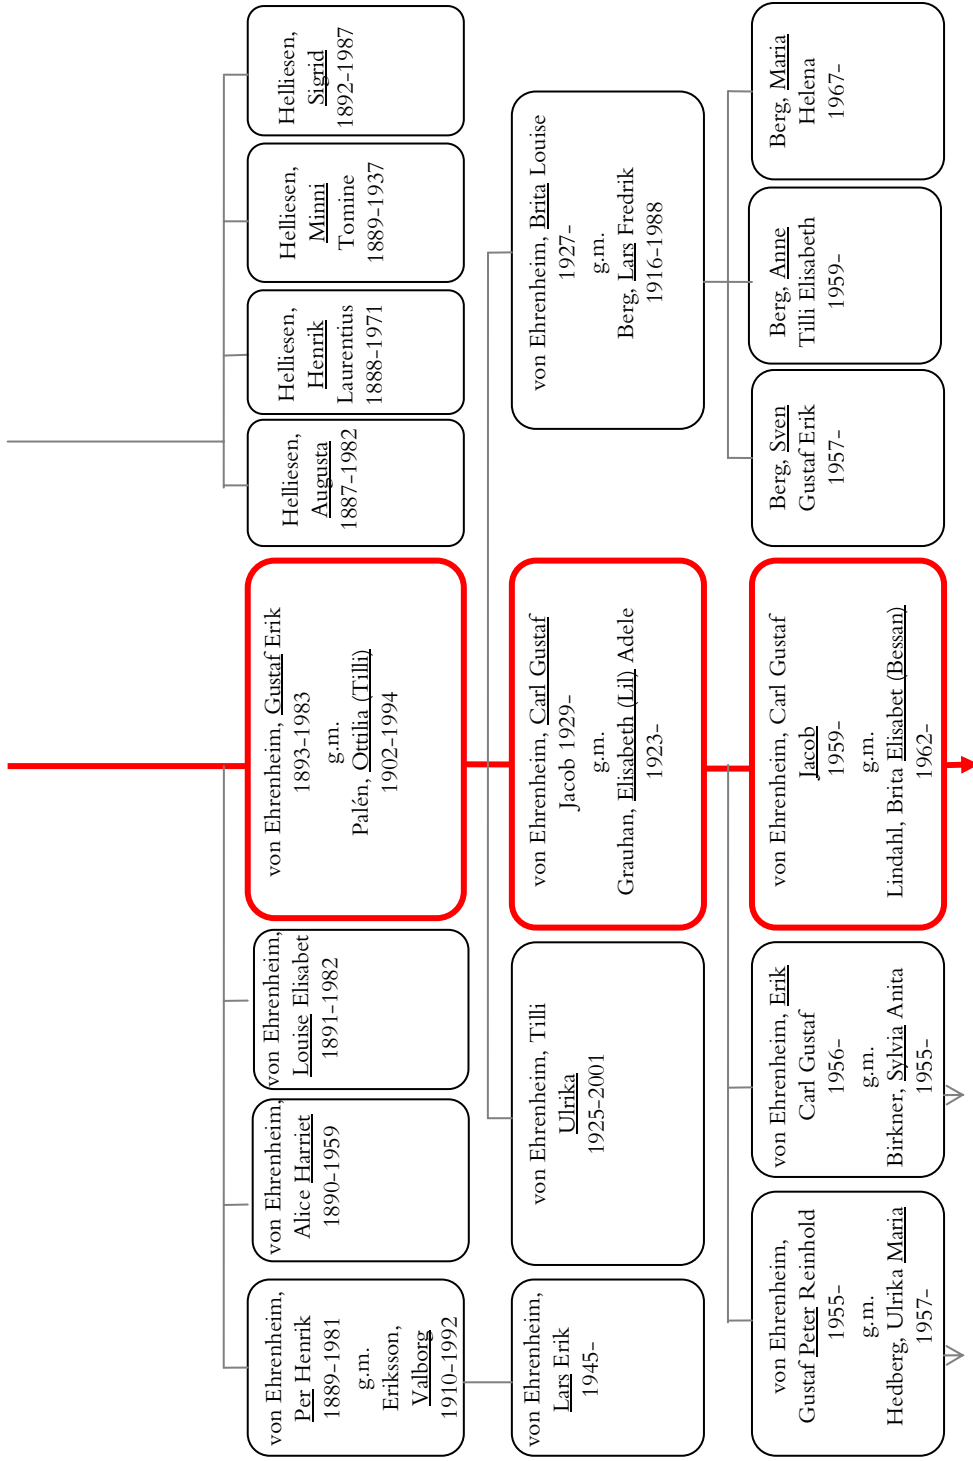 von Ehrenheim,
Per Henrik
1889-1981
g.m.
Eriksson,
Valborg
1910-1992
von Ehrenheim,
Alice Harriet
1890-1959
von Ehrenheim,
Louise Elisabet
1891-1982
von Ehrenheim, Gustaf Erik
1893-1983
g.m.
Palén, Ottilia (Tilli)
1902-1994
Helliesen,
Augusta
1887-1982
Helliesen,
Henrik
Laurentius
1888-1971
Helliesen,
Minni
Tomine
1889-1937
Helliesen,
Sigrid
1892-1987
von Ehrenheim,
Lars Erik
1945-
von Ehrenheim, Tilli
Ulrika
1925-2001
von Ehrenheim, Carl Gustaf
Jacob 1929-
g.m.
Grauhan, Elisabeth (Lil) Adele
1923-
von Ehrenheim, Brita Louise
1927-
g.m.
Berg, Lars Fredrik
1916-1988
von Ehrenheim,
Gustaf Peter Reinhold
1955-
g.m.
Hedberg, Ulrika Maria
1957-
von Ehrenheim, Erik
Carl Gustaf
1956-
g.m.
Birkner, Sylvia Anita
1955-
von Ehrenheim, Carl Gustaf
Jacob
1959-
g.m.
Lindahl, Brita Elisabet (Bessan)
1962-
Berg, Sven
Gustaf Erik
1957-
Berg, Anne
Tilli Elisabeth
1959-
Berg, Maria
Helena
1967-